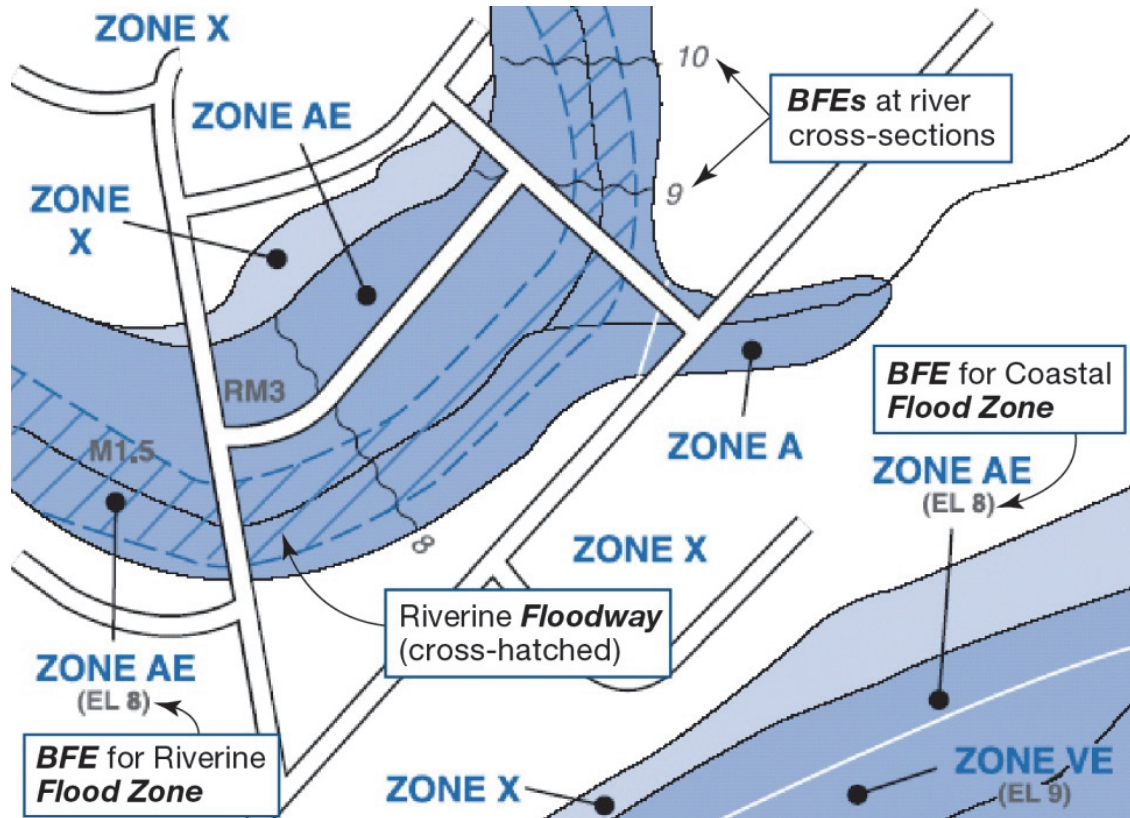 ZONE X
10
BFEs at river
cross-sections
ZONE AE
ZONE
X
9
RM3
BFE for Coastal
Flood Zone
M1.5
ZONE A
ZONE AE
(EL 8)
8
ZONE X
Riverine Floodway
(cross-hatched)
ZONE AE
(EL 8)
BFE for Riverine
Flood Zone
ZONE X
ZONE VE
(EL 9)